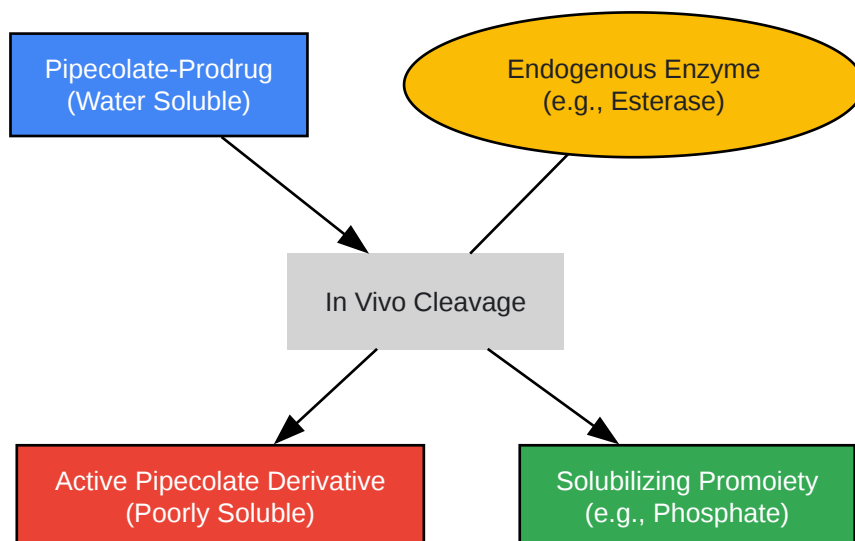 Pipecolate-Prodrug
(Water Soluble)
Endogenous Enzyme
(e.g., Esterase)
In Vivo Cleavage
Active Pipecolate Derivative
(Poorly Soluble)
Solubilizing Promoiety
(e.g., Phosphate)